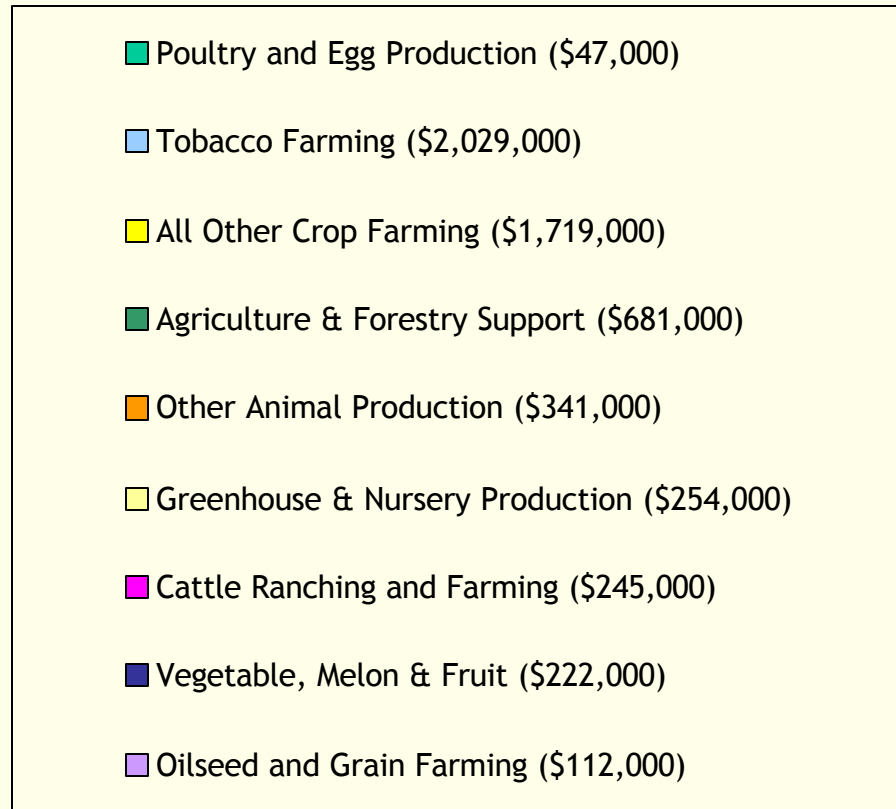 Poultry and Egg Production ($47,000)
Tobacco Farming ($2,029,000)
All Other Crop Farming ($1,719,000)
Agriculture & Forestry Support ($681,000)
Other Animal Production ($341,000)
Greenhouse & Nursery Production ($254,000)
Cattle Ranching and Farming ($245,000)
Vegetable, Melon & Fruit ($222,000)
Oilseed and Grain Farming ($112,000)